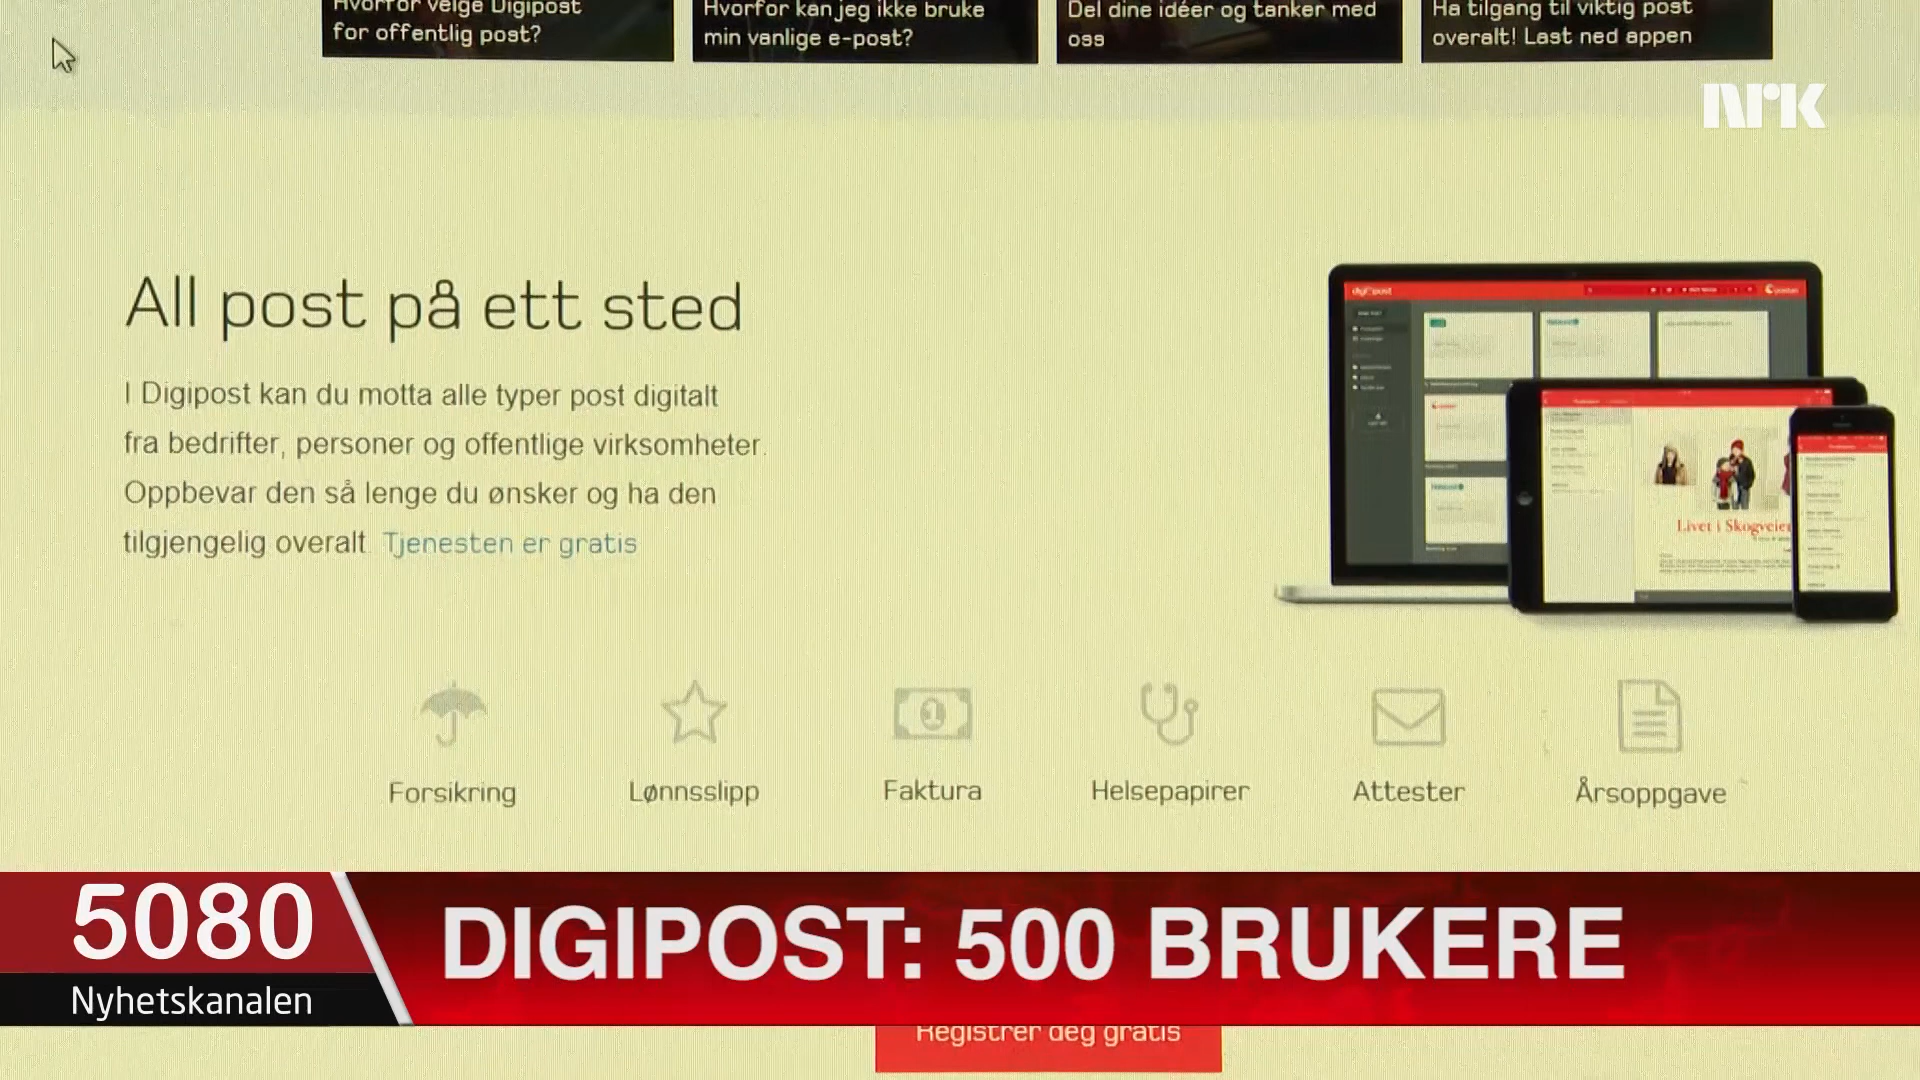 Hvorfor velge Digipost
for offentlig post?
Hvorfor kan jeg ikke bruke
min vanlige e-post?
Del dine idéer og tanker med
oss
Ha tilgang til viktig post
overalt! Last ned appen
NRK
All post på ett sted
I Digipost kan du motta alle typer post digitalt
fra bedrifter, personer og offentlige virksomheter.
Oppbevar den så lenge du ønsker og ha den
tilgjengelig overalt. Tjenesten er gratis
digipost
posten
Livet i Skogveien
Forsikring
Lønnsslipp
1
Faktura
Helsepapirer
Attester
Årsoppgave
5080
Nyhetskanalen
DIGIPOST: 500 BRUKERE
Registrer deg gratis